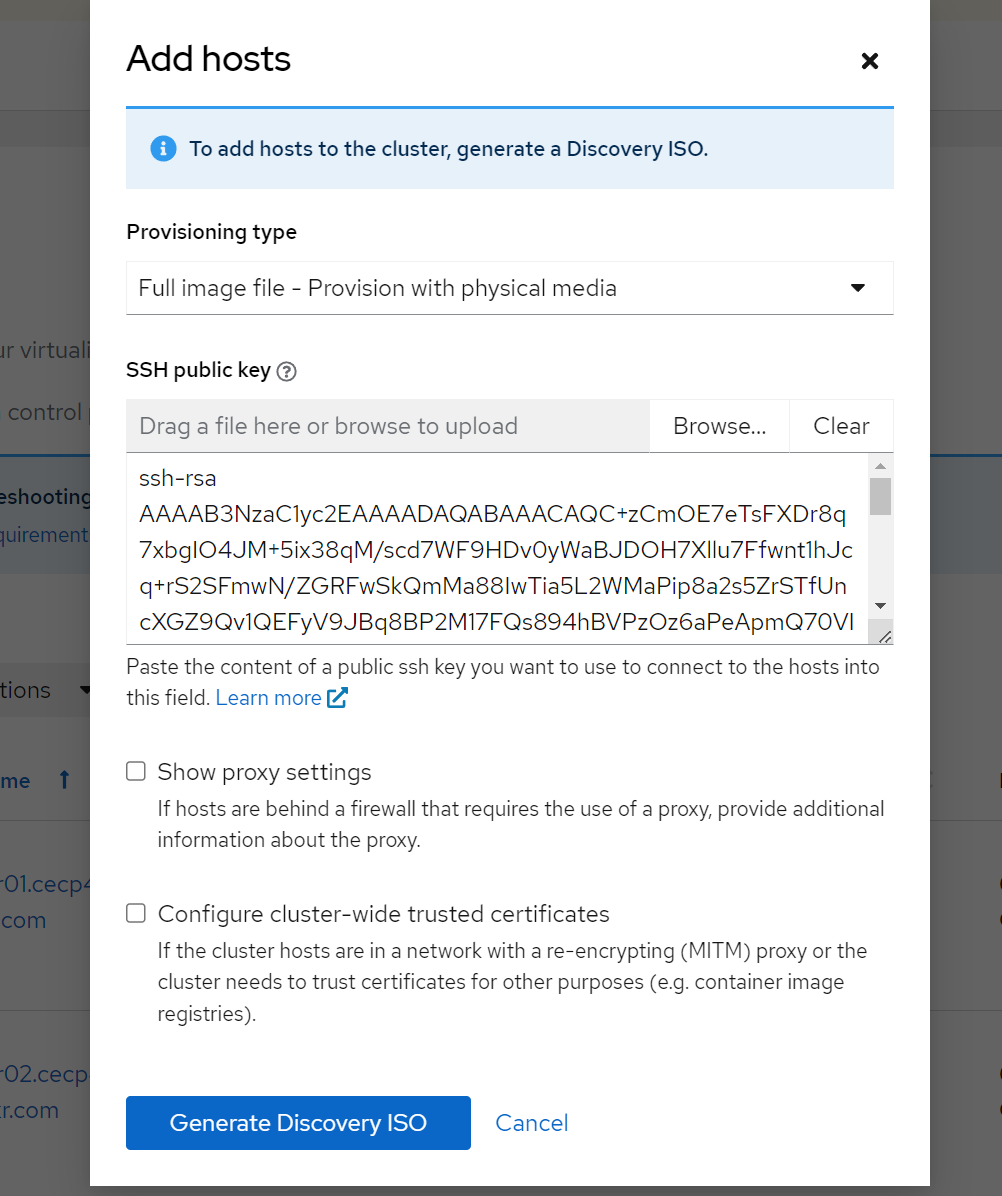 Add hosts
To add hosts to the cluster, generate a Discovery ISO.
Provisioning type
Full image file - Provision with physical media
SSH public key
Drag a file here or browse to upload
Browse...
Clear
ssh-rsa
AAAAB3NzaC1yc2EAAAADAQABAAACAQC+zCmOE7eTsFXDr8q
7xbgIO4JM+5ix38qM/scd7WF9HDv0yWaBJDOH7Xllu7Ffwnt1hJc
q+rS2SFmwN/ZGRFwSkQmMa88IwTia5L2WMaPip8a2s5ZrSTfUn
cXGZ9Qv1QEFyV9JBq8BP2M17FQs894hBVPzOz6aPeApmQ70VI
Paste the content of a public ssh key you want to use to connect to the hosts into
this field. Learn more
Show proxy settings
If hosts are behind a firewall that requires the use of a proxy, provide additional
information about the proxy.
Configure cluster-wide trusted certificates
If the cluster hosts are in a network with a re-encrypting (MITM) proxy or the
cluster needs to trust certificates for other purposes (e.g. container image
registries).
Generate Discovery ISO
Cancel
ur virtuali
control
eshooting
quirement
tions
me
r01.cecp4
.com
r02.cecp
r.com